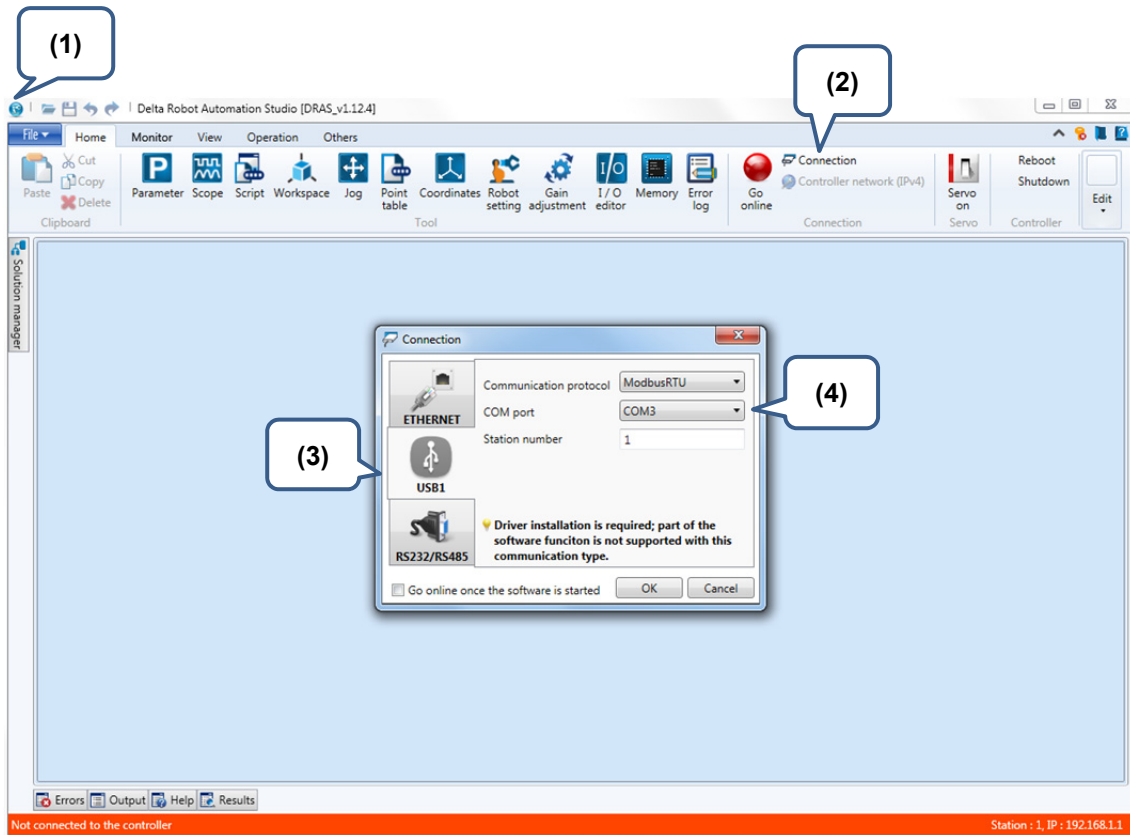 (1)
(2)
Delta Robot Automation Studio [DRAS_v1.12.4]
File Home Monitor View Operation Others
Paste
Cut
Copy
Delete
Clipboard
Parameter Scope Script Workspace Jog Point table Coordinates Robot setting Gain adjustment I/O editor Memory Error log
Tool
Go online
Connection
Controller network (IPv4)
Connection
Servo on
Servo
Reboot
Shutdown
Controller
Edit
Solution manager
Connection
ETHERNET
USB1
RS232/RS485
Communication protocol ModbusRTU
COM port COM3
Station number 1
(3)
(4)
Driver installation is required; part of the
software funciton is not supported with this
communication type.
Go online once the software is started OK Cancel
Errors Output Help Results
Not connected to the controller Station : 1, IP : 192.168.1.1